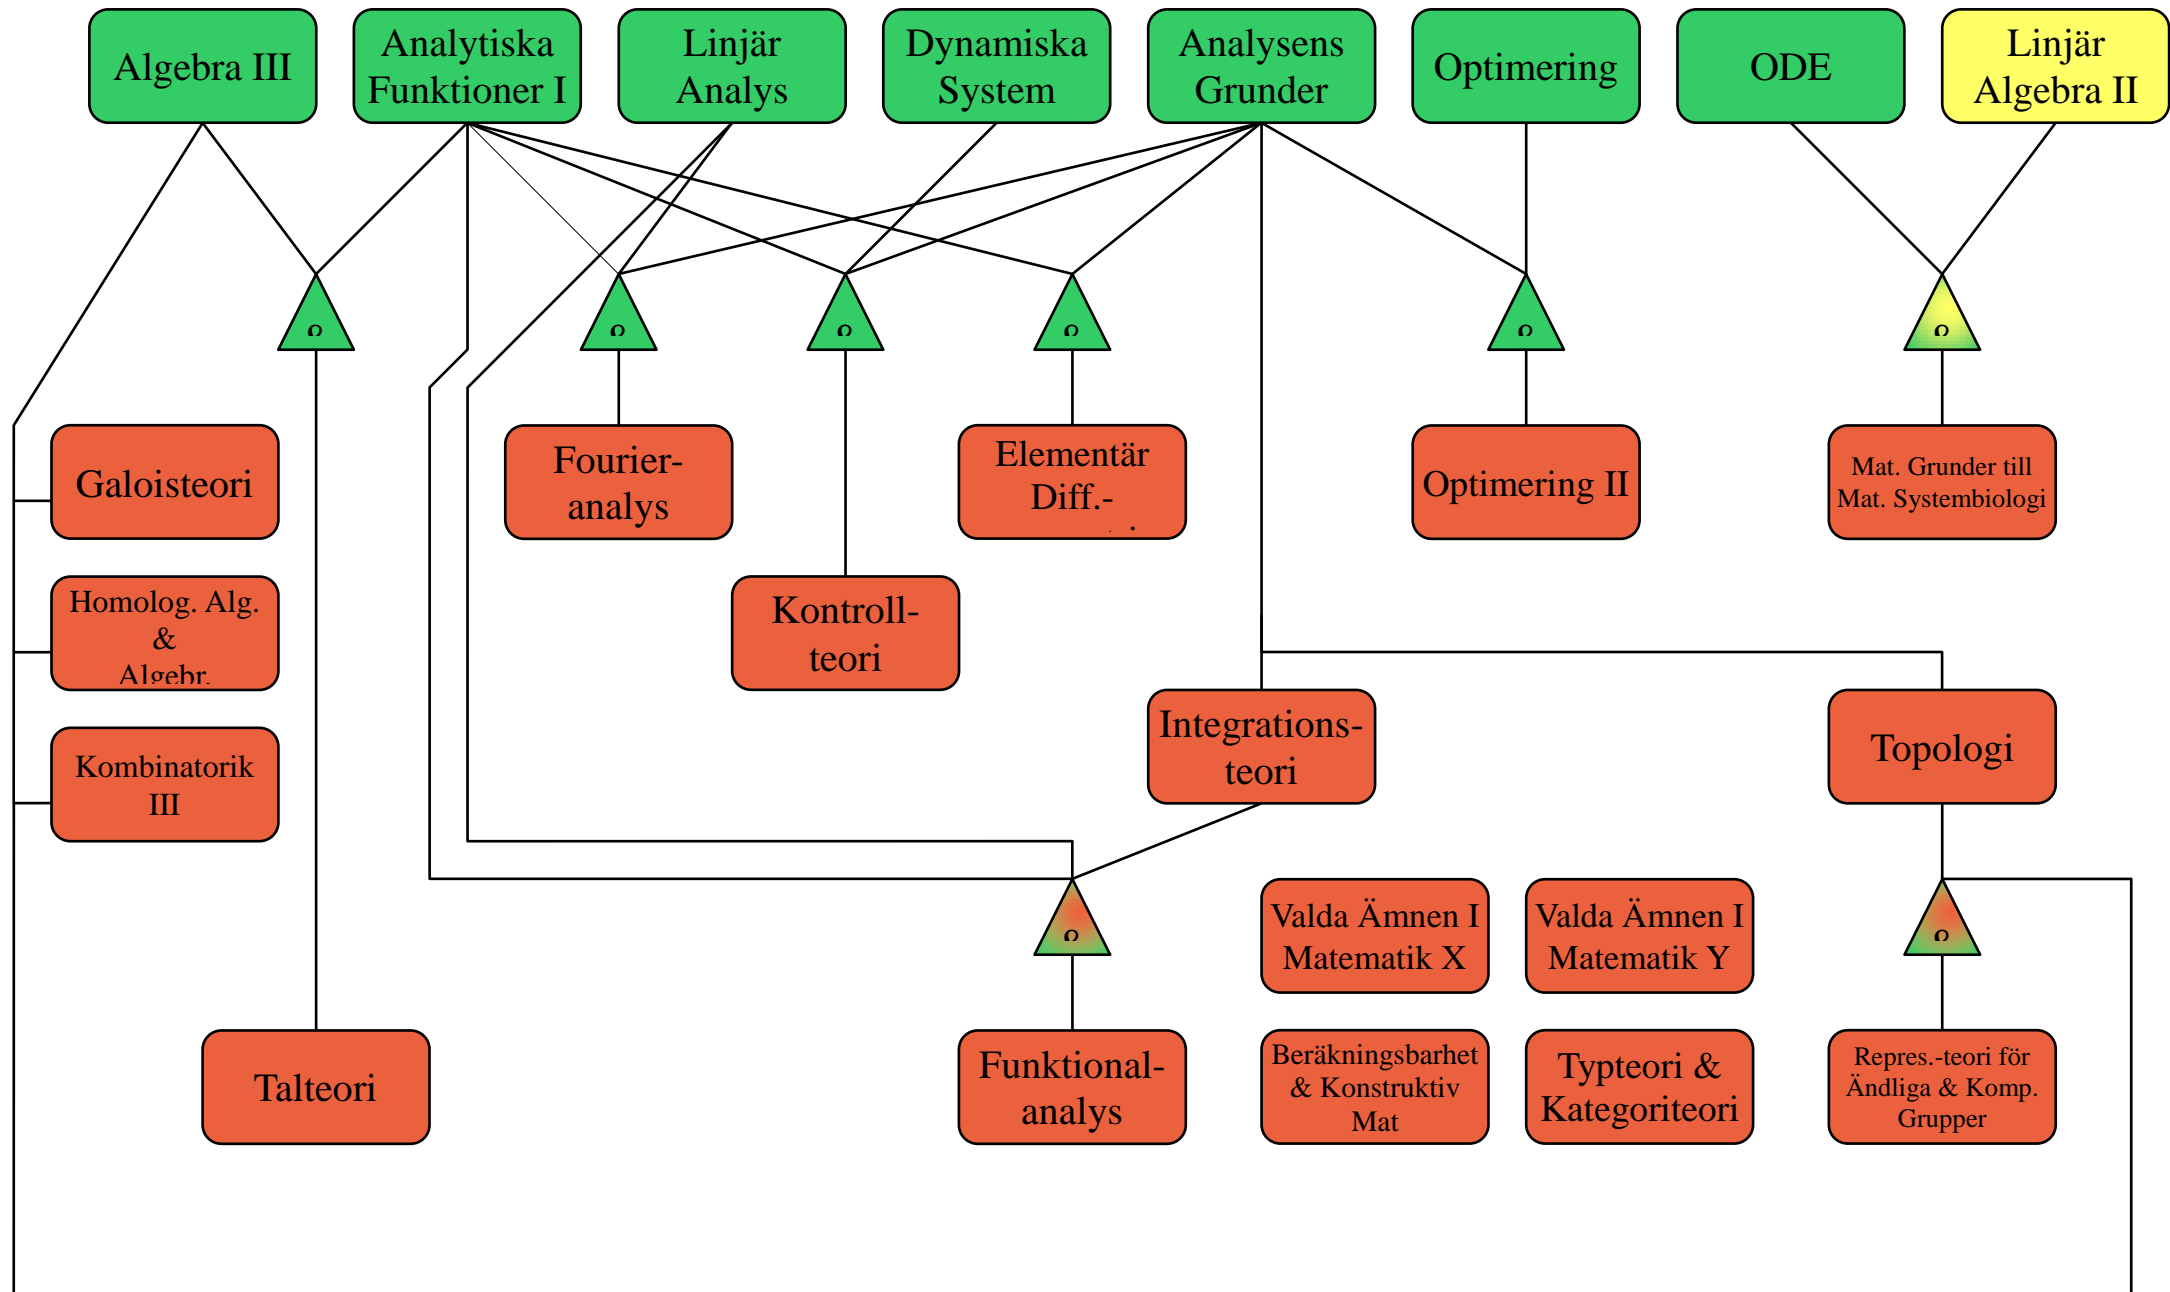 Algebra III
Analytiska
Funktioner I
Linjär
Analys
Dynamiska
System
Analysens
Grunder
Optimering
ODE
Linjär
Algebra II
Galoisteori
Fourier-
analys
Elementär
Diff.-
Optimering II
Mat. Grunder till
Mat. Systembiologi
Homolog. Alg.
&
Algebr.
Kontroll-
teori
Kombinatorik
III
Integrations-
teori
Topologi
Valda Ämnen I
Matematik X
Valda Ämnen I
Matematik Y
Talteori
Funktional-
analys
Beräkningsbarhet
& Konstruktiv
Mat
Typteori &
Kategoriteori
Repres.-teori för
Ändliga & Komp.
Grupper